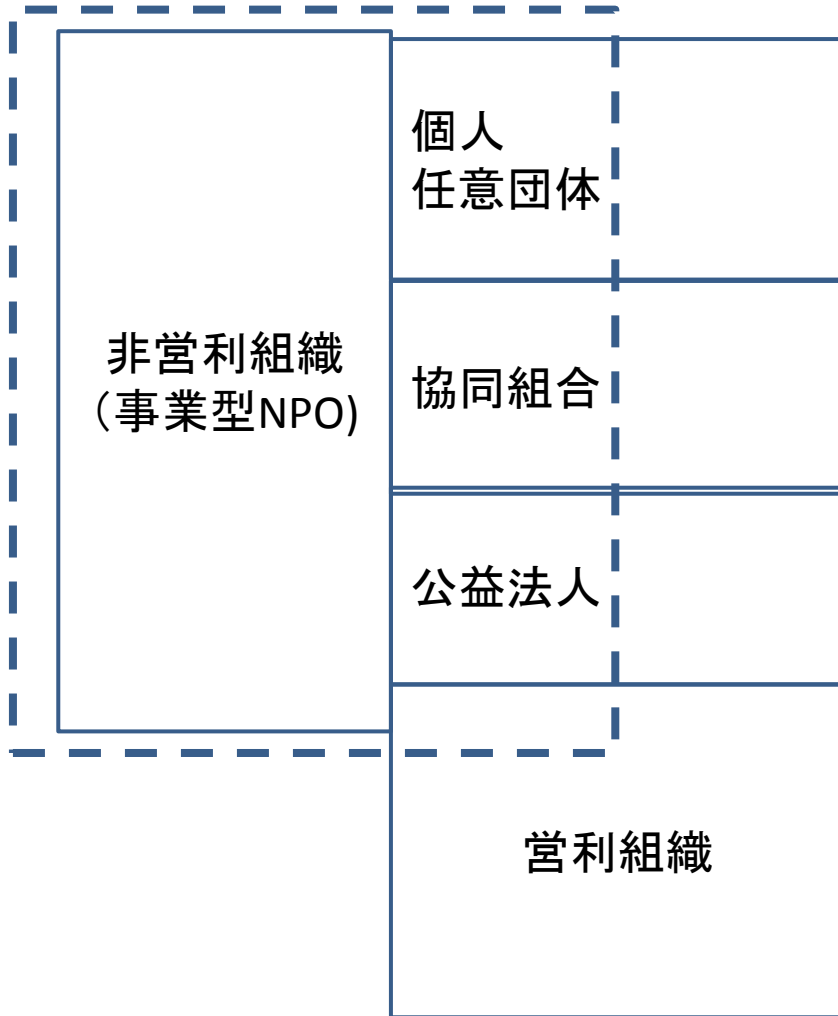 個人
任意団体
非営利組織
（事業型NPO)
協同組合
公益法人
営利組織